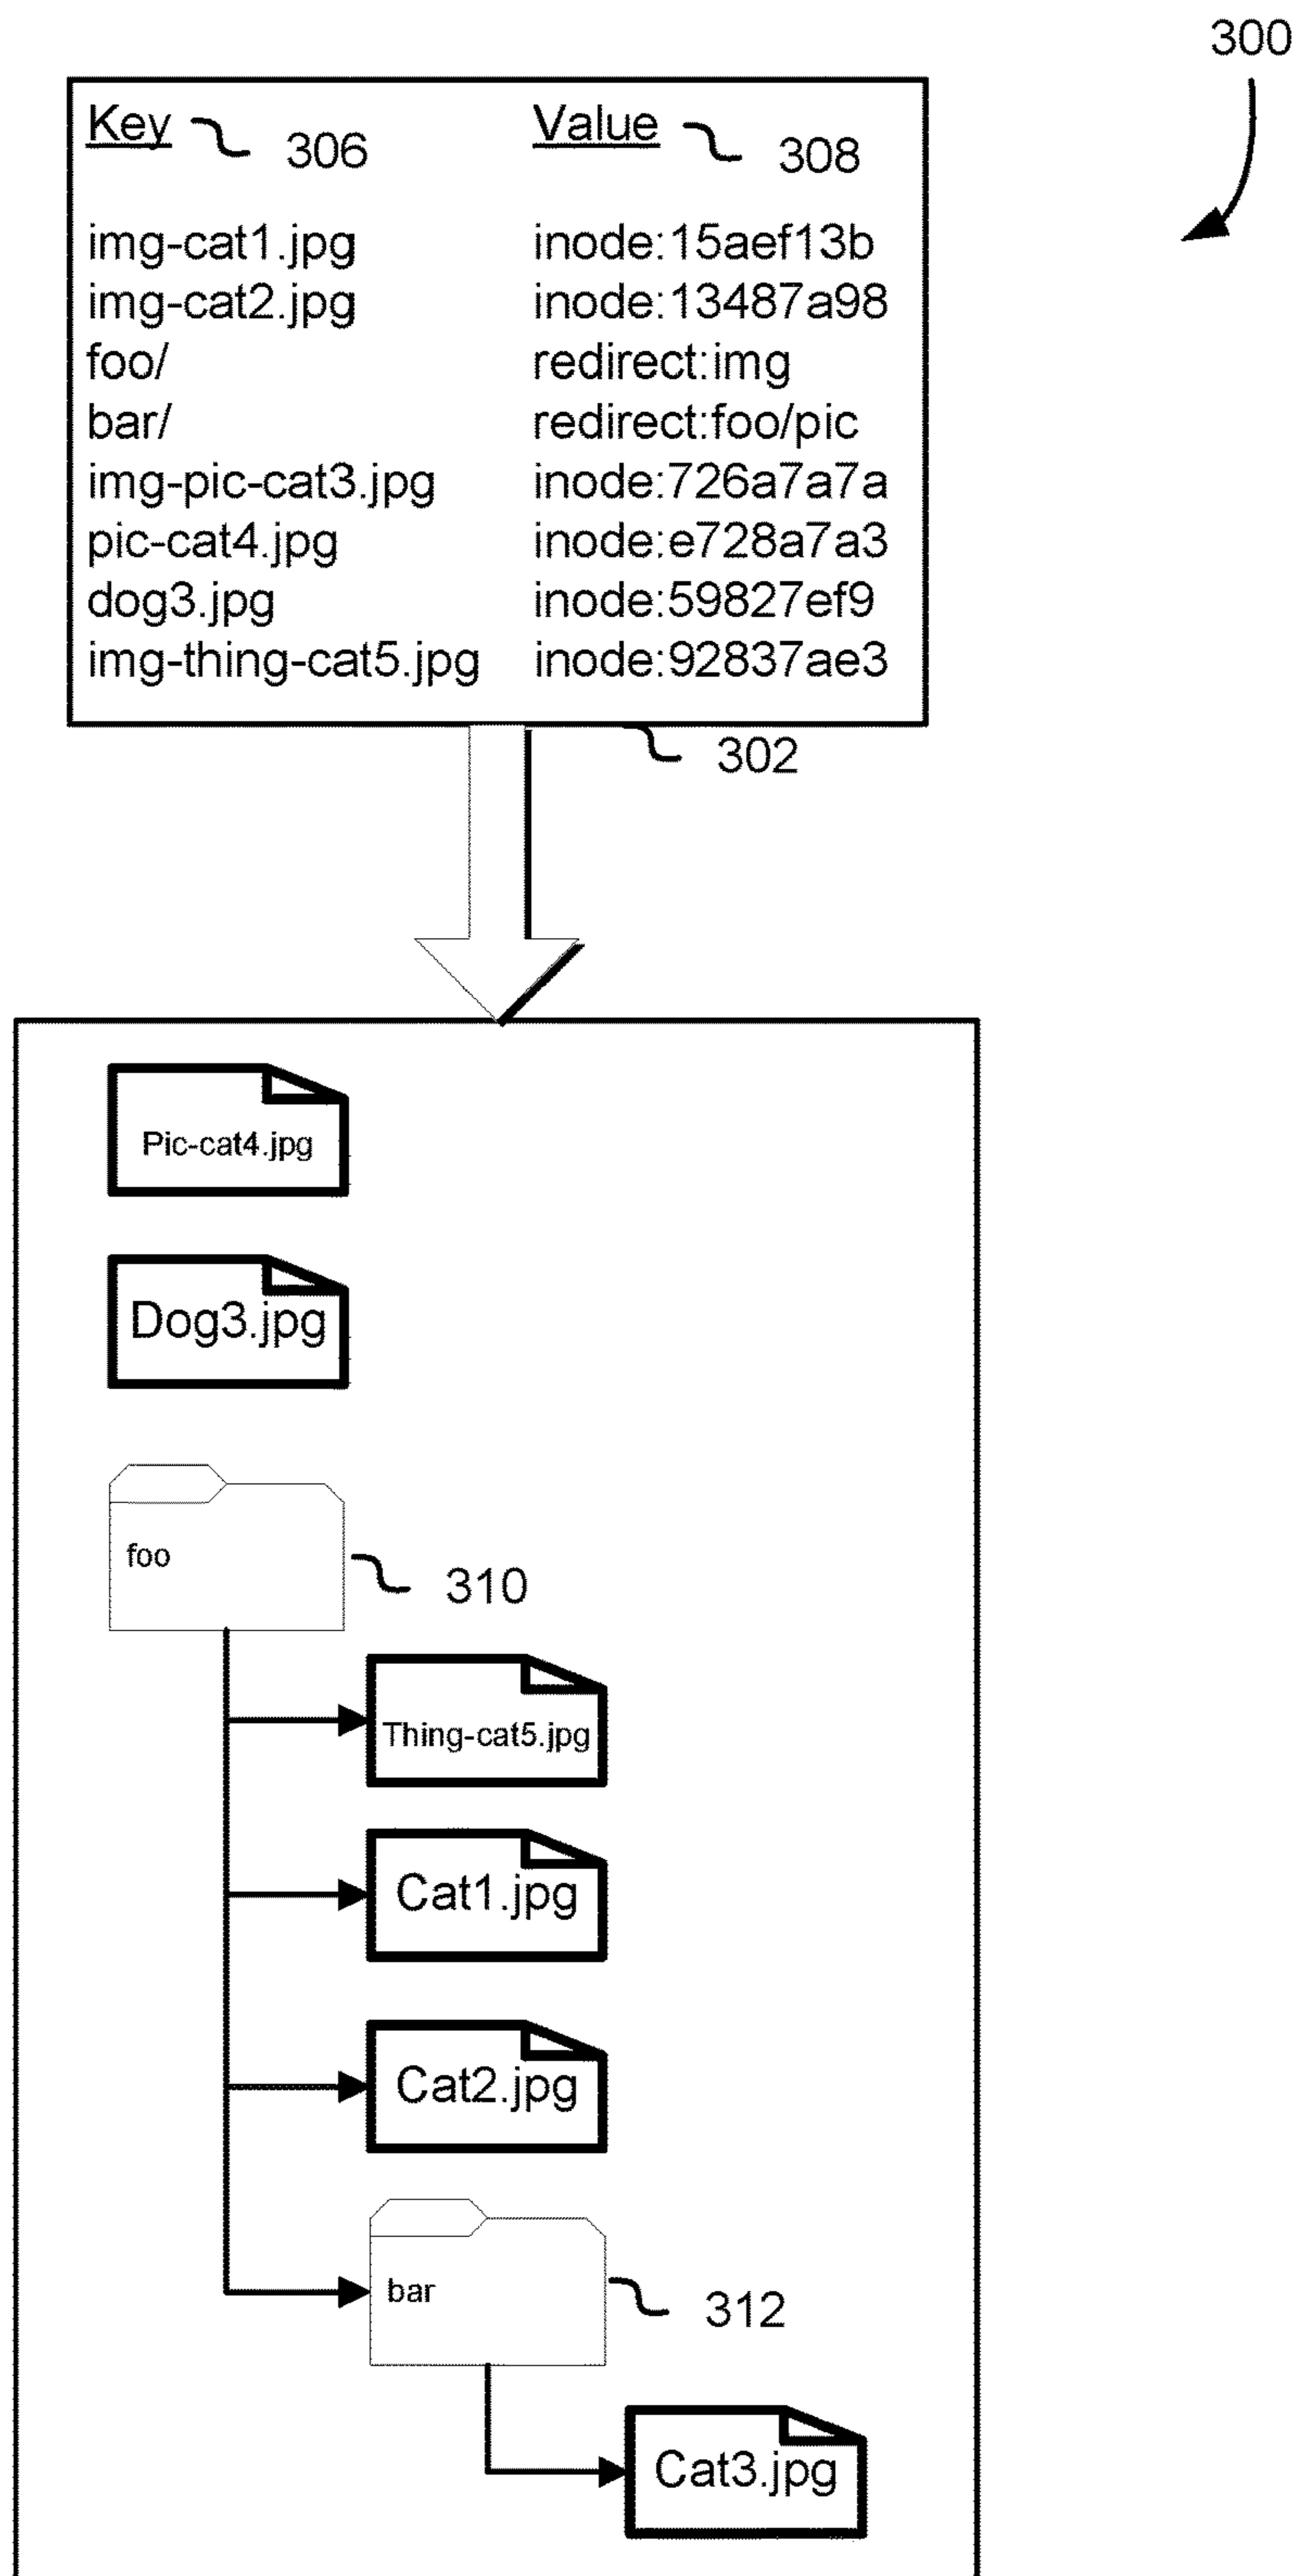 300
Key 306 Value 308
img-cat1.jpg inode:15aef13b
img-cat2.jpg inode:13487a98
foo/ redirect:img
bar/ redirect:foo/pic
img-pic-cat3.jpg inode:726a7a7a
pic-cat4.jpg inode:e728a7a3
dog3.jpg inode:59827ef9
img-thing-cat5.jpg inode:92837ae3
302
Pic-cat4.jpg
Dog3.jpg
foo
310
Thing-cat5.jpg
Cat1.jpg
Cat2.jpg
bar
312
Cat3.jpg